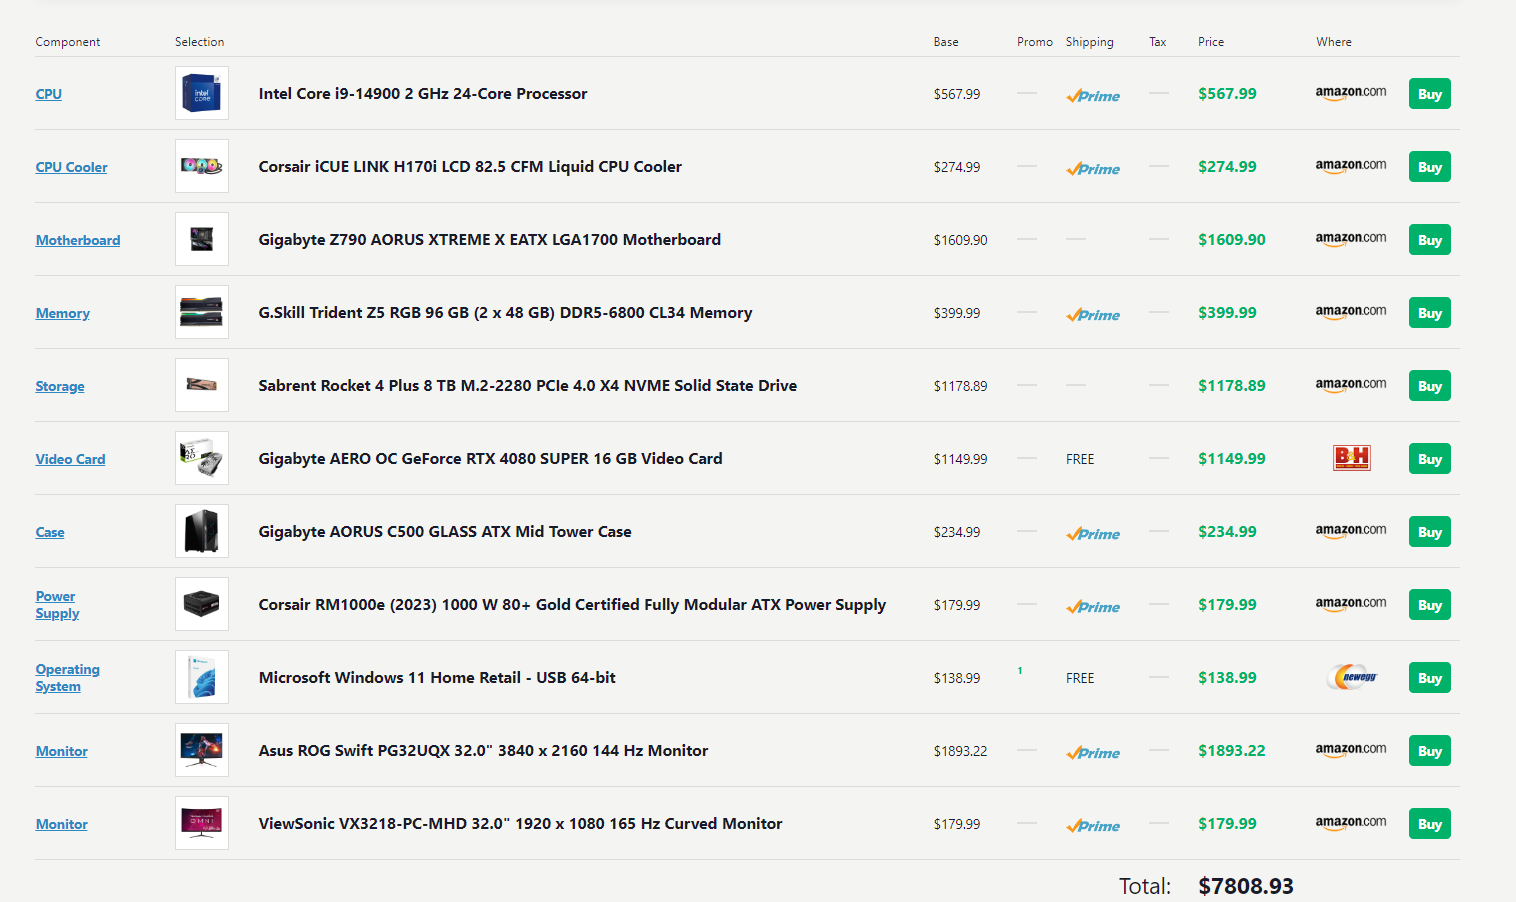 Component Selection Base Promo Shipping Tax Price Where
CPU intel CORE Intel Core i9-14900 2 GHz 24-Core Processor $567.99 — Prime — $567.99 amazon.com Buy
CPU Cooler Corsair iCUE LINK H170i LCD 82.5 CFM Liquid CPU Cooler $274.99 — Prime — $274.99 amazon.com Buy
Motherboard Gigabyte Z790 AORUS XTREME X EATX LGA1700 Motherboard $1609.90 — — — $1609.90 amazon.com Buy
Memory G.Skill Trident Z5 RGB 96 GB (2 x 48 GB) DDR5-6800 CL34 Memory $399.99 — Prime — $399.99 amazon.com Buy
Storage Sabrent Rocket 4 Plus 8 TB M.2-2280 PCIe 4.0 X4 NVME Solid State Drive $1178.89 — — — $1178.89 amazon.com Buy
Video Card Gigabyte AERO OC GeForce RTX 4080 SUPER 16 GB Video Card $1149.99 — FREE — $1149.99 B&H Buy
Case Gigabyte AORUS C500 GLASS ATX Mid Tower Case $234.99 — Prime — $234.99 amazon.com Buy
Power
Supply Corsair RM1000e (2023) 1000 W 80+ Gold Certified Fully Modular ATX Power Supply $179.99 — Prime — $179.99 amazon.com Buy
Operating
System Microsoft Windows 11 Home Retail - USB 64-bit $138.99 1 FREE — $138.99 newegg Buy
Monitor Asus ROG Swift PG32UQX 32.0" 3840 x 2160 144 Hz Monitor $1893.22 — Prime — $1893.22 amazon.com Buy
Monitor OMNI ViewSonic VX3218-PC-MHD 32.0" 1920 x 1080 165 Hz Curved Monitor $179.99 — Prime — $179.99 amazon.com Buy
Total: $7808.93